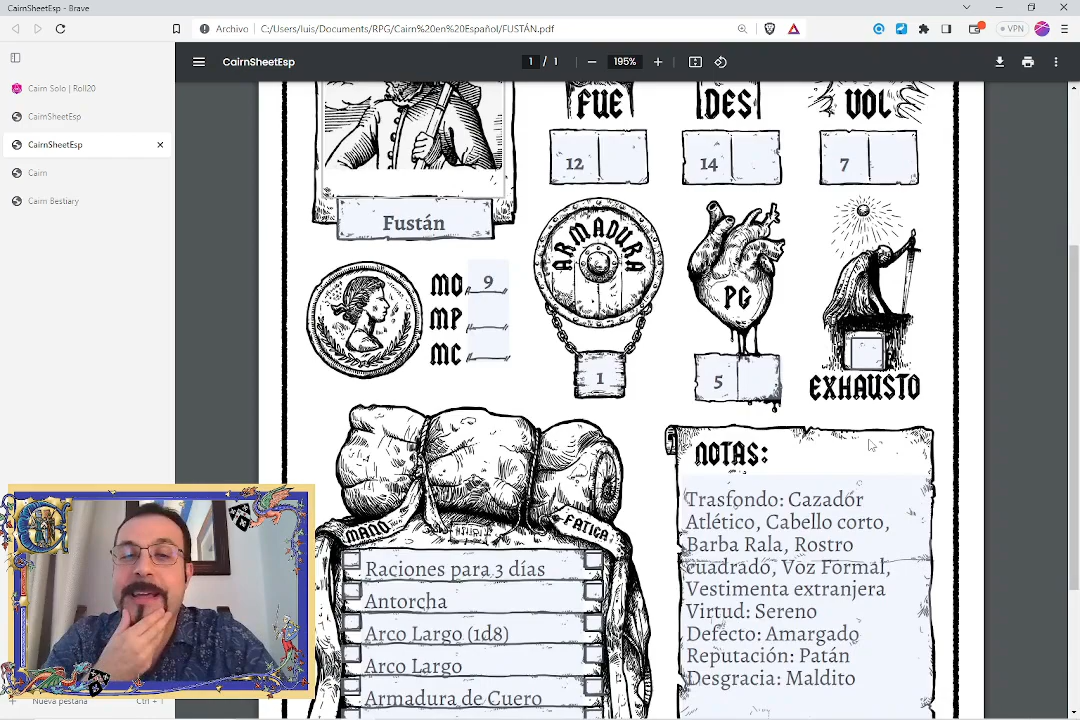 CairnSheetEsp - Brave
Archivo
C:/Users/luis/Documents/RPG/Cairn%20en%20Español/FUSTÁN.pdf
VPN
Cairn Solo | Roll20
CairnSheetEsp
CairnSheetEsp
Cairn
Cairn Bestiary
Nueva pestaña
Ctrl + T
CairnSheetEsp
1 / 1
195%
FUE
DES
VOL
12
14
7
Fustán
MO 9
MP
MC
ARMADURA
1
PG
5
EXHAUSTO
MANO
FATIGA
Raciones para 3 días
Antorcha
Arco Largo (1d8)
Arco Largo
Armadura de Cuero
NOTAS:
Trasfondo: Cazador
Atlético, Cabello corto,
Barba Rala, Rostro
cuadrado, Voz Formal,
Vestimenta extranjera
Virtud: Sereno
Defecto: Amargado
Reputación: Patán
Desgracia: Maldito